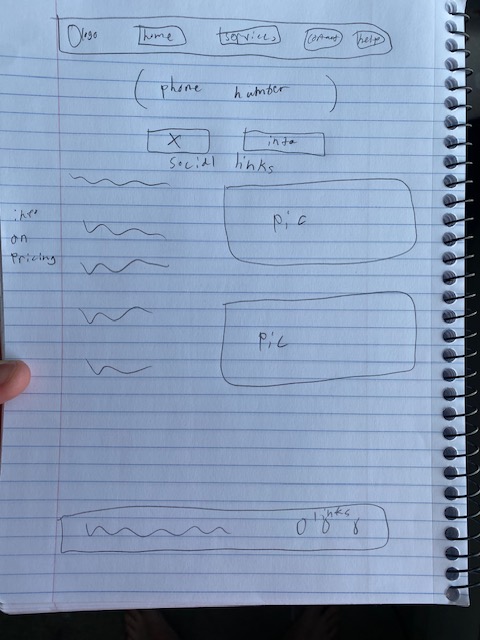 logo home services contact help
( phone number )
X insta
social links
pic
info
on
pricing
pic
links